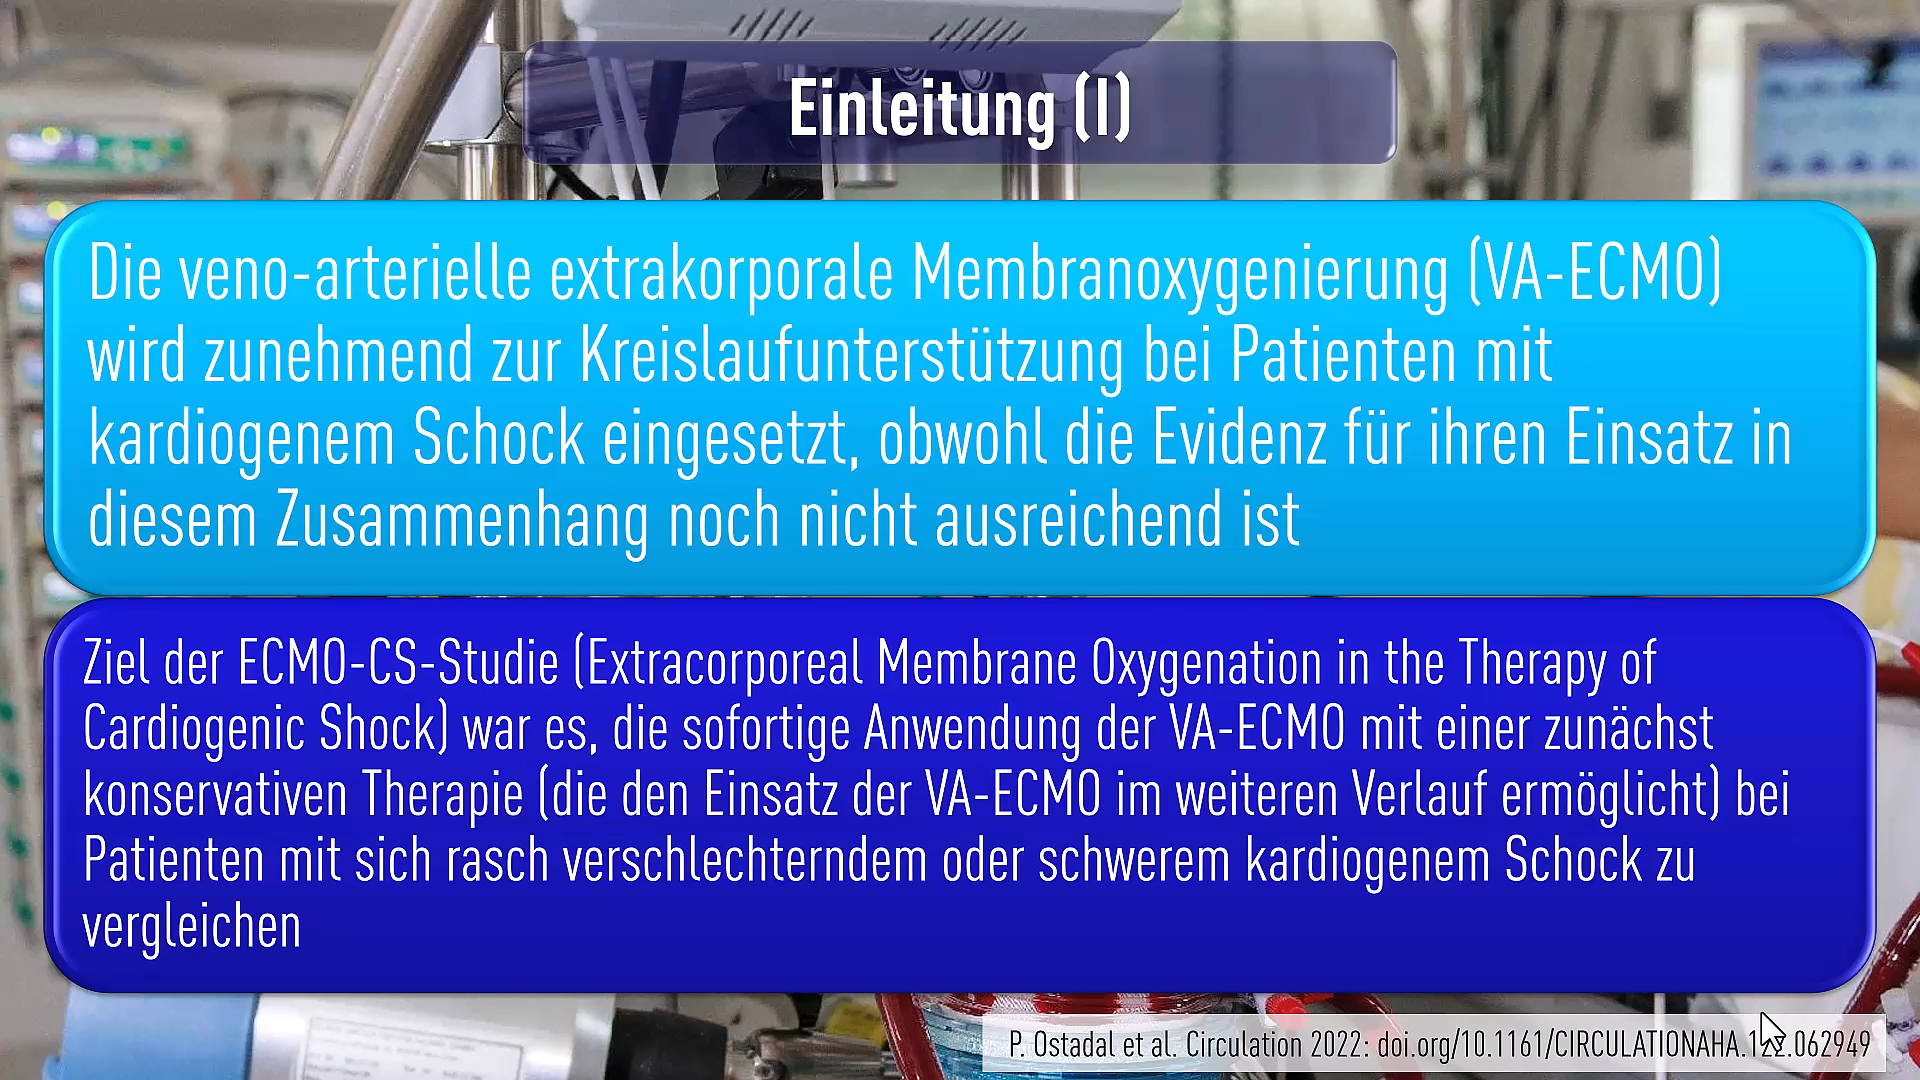 Einleitung (I)
Die veno-arterielle extrakorporale Membranoxygenierung (VA-ECMO)
wird zunehmend zur Kreislaufunterstützung bei Patienten mit
kardiogenem Schock eingesetzt, obwohl die Evidenz für ihren Einsatz in
diesem Zusammenhang noch nicht ausreichend ist
Ziel der ECMO-CS-Studie (Extracorporeal Membrane Oxygenation in the Therapy of
Cardiogenic Shock) war es, die sofortige Anwendung der VA-ECMO mit einer zunächst
konservativen Therapie (die den Einsatz der VA-ECMO im weiteren Verlauf ermöglicht) bei
Patienten mit sich rasch verschlechterndem oder schwerem kardiogenem Schock zu
vergleichen
P. Ostadal et al. Circulation 2022: doi.org/10.1161/CIRCULATIONAHA.122.062949